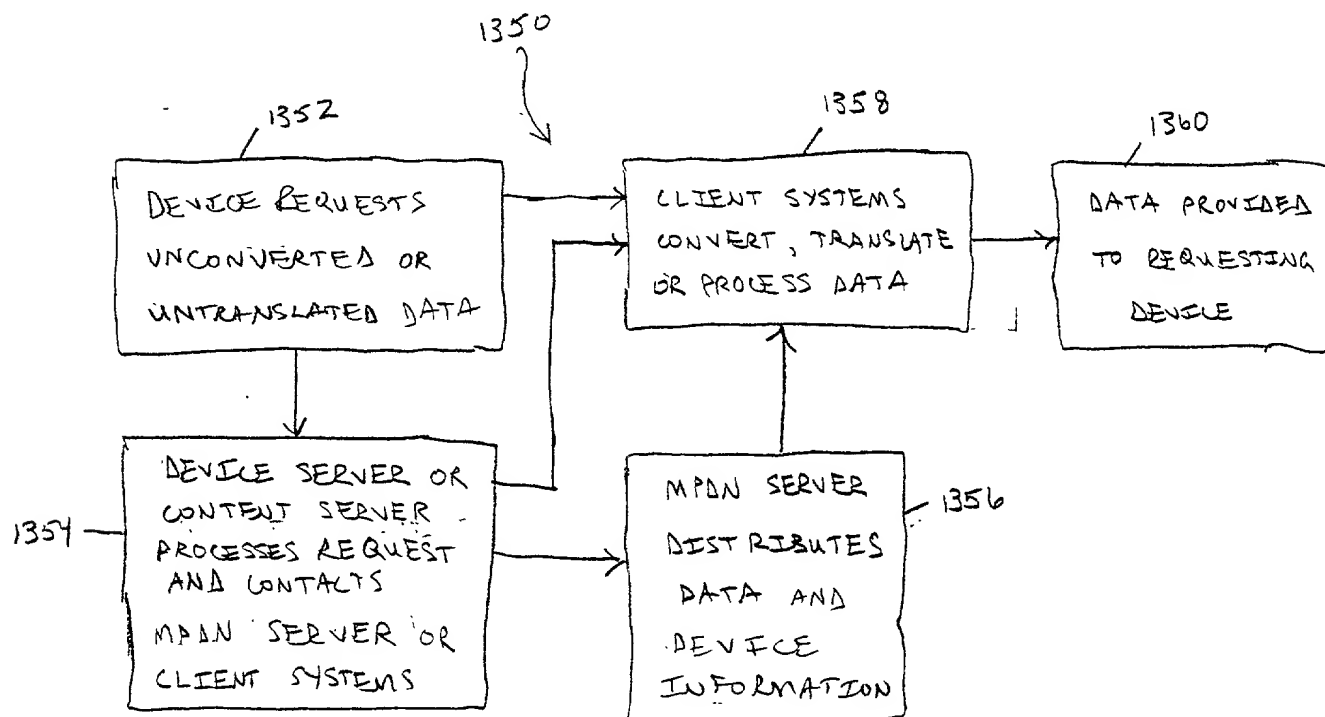 1350
1352
DEVICE REQUESTS
UNCONVERTED OR
UNTRANSLATED DATA
1358
CLIENT SYSTEMS
CONVERT, TRANSLATE
OR PROCESS DATA
1360
DATA PROVIDED
TO REQUESTING
DEVICE
1354
DEVICE SERVER OR
CONTENT SERVER
PROCESSES REQUEST
AND CONTACTS
MPDN SERVER OR
CLIENT SYSTEMS
1356
MPDN SERVER
DISTRIBUTES
DATA AND
DEVICE
INFORMATION